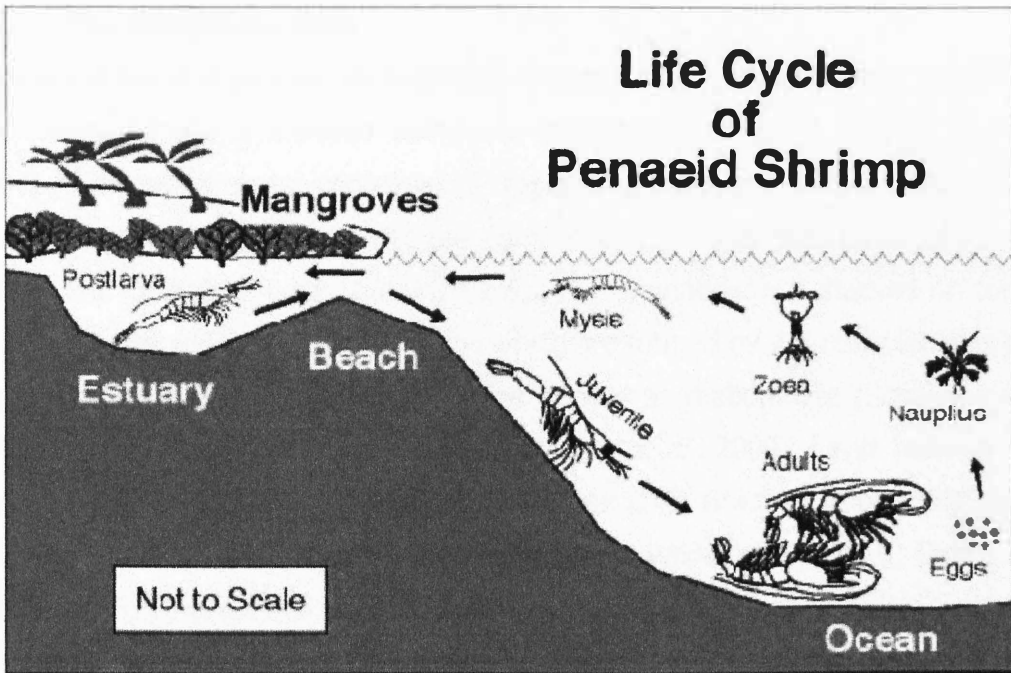 Life Cycle
of
Penaeid Shrimp
Mangroves
Postlarva
Mysis
Zoea
Nauplius
Beach
Estuary
Juvenile
Adults
Eggs
Not to Scale
Ocean